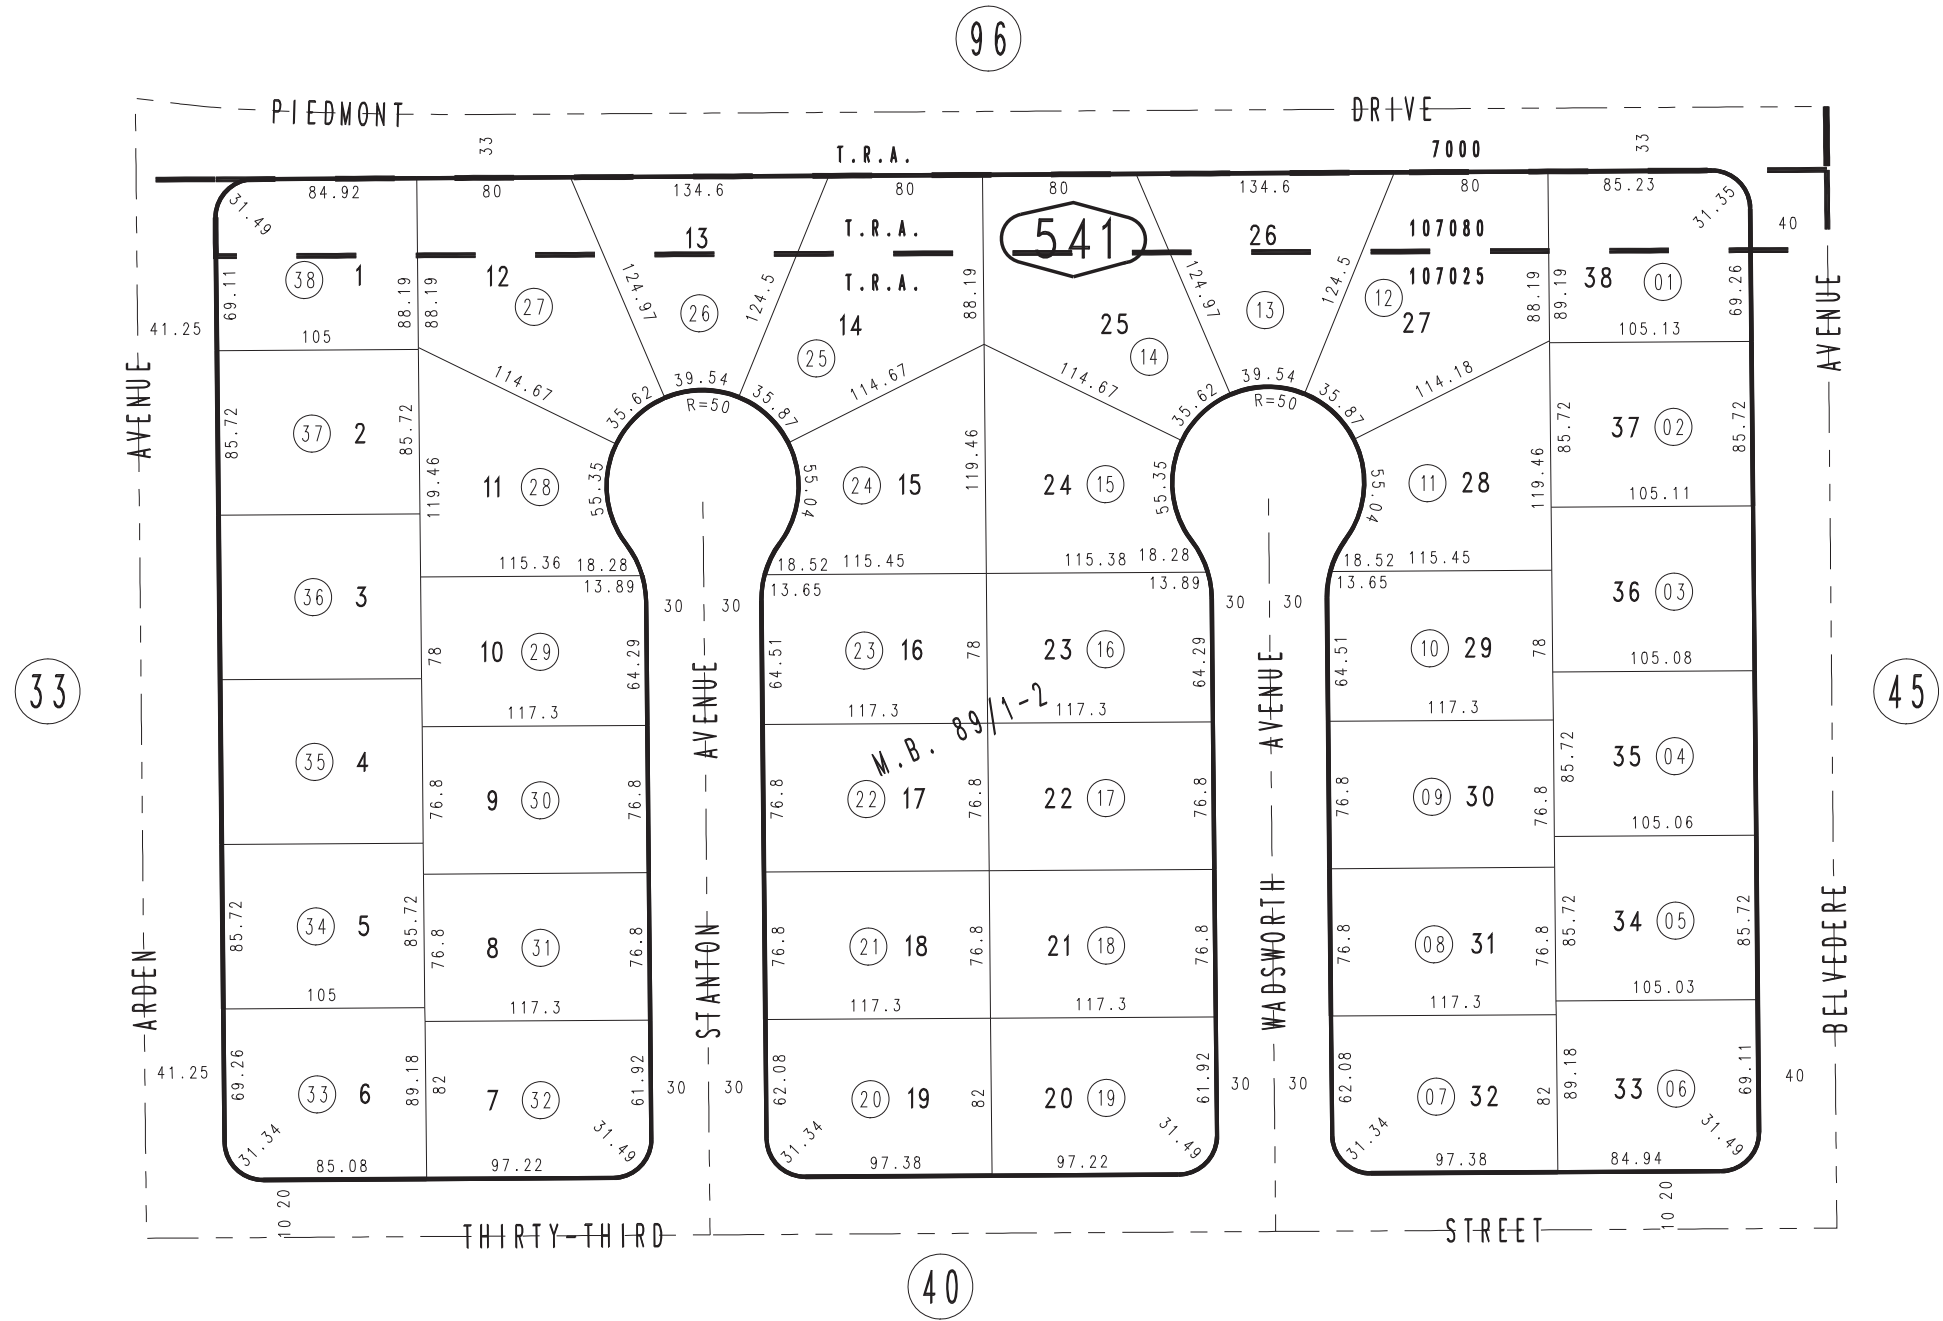 96
PIEDMONT DRIVE
33 33
T.R.A. 7000
84.92 80 134.6 80 80 134.6 80 85.23
31.49 31.35
40
13 T.R.A. 541 26 107080
38 1 12 T.R.A. 107025 38 01
27 26 13 12
69.11 88.19 88.19 124.97 124.5 88.19 124.97 124.5 88.19 89.19 69.26
41.25 105 14 25 27 105.13
25 14
AVENUE AVENUE
114.67 39.54 114.67 114.67 39.54 114.18
35.62 R=50 35.87 35.62 R=50 35.87
85.72 37 2 85.72 85.72 37 02 85.72
119.46 11 28 55.35 55.04 24 15 119.46 24 15 55.35 55.04 11 28 119.46
105.11
115.36 18.28 18.52 115.45 115.38 18.28 18.52 115.45
13.89 13.65 13.89 13.65
36 3 30 30 30 30 36 03
78 10 29 64.29 64.51 23 16 78 23 16 64.29 64.51 10 29 78
105.08
33 45
117.3 117.3 117.3 117.3
AVENUE AVENUE
M.B. 89/1-2
35 4 85.72 35 04
76.8 9 30 76.8 76.8 22 17 76.8 22 17 76.8 76.8 09 30 76.8
105.06
85.72 34 5 85.72 85.72 34 05 85.72
76.8 8 31 76.8 76.8 21 18 76.8 21 18 76.8 76.8 08 31 76.8
ARDEN STANTON WADSWORTH BELVEDERE
105 117.3 117.3 117.3 117.3 105.03
41.25 69.26 33 6 89.18 82 7 32 61.92 30 30 62.08 20 19 82 20 19 61.92 30 30 62.08 07 32 82 89.18 33 06 69.11 40
31.34 31.49 31.34 31.49 31.34 31.49
85.08 97.22 97.38 97.22 97.38 84.94
10 20 10 20
THIRTY-THIRD STREET
40